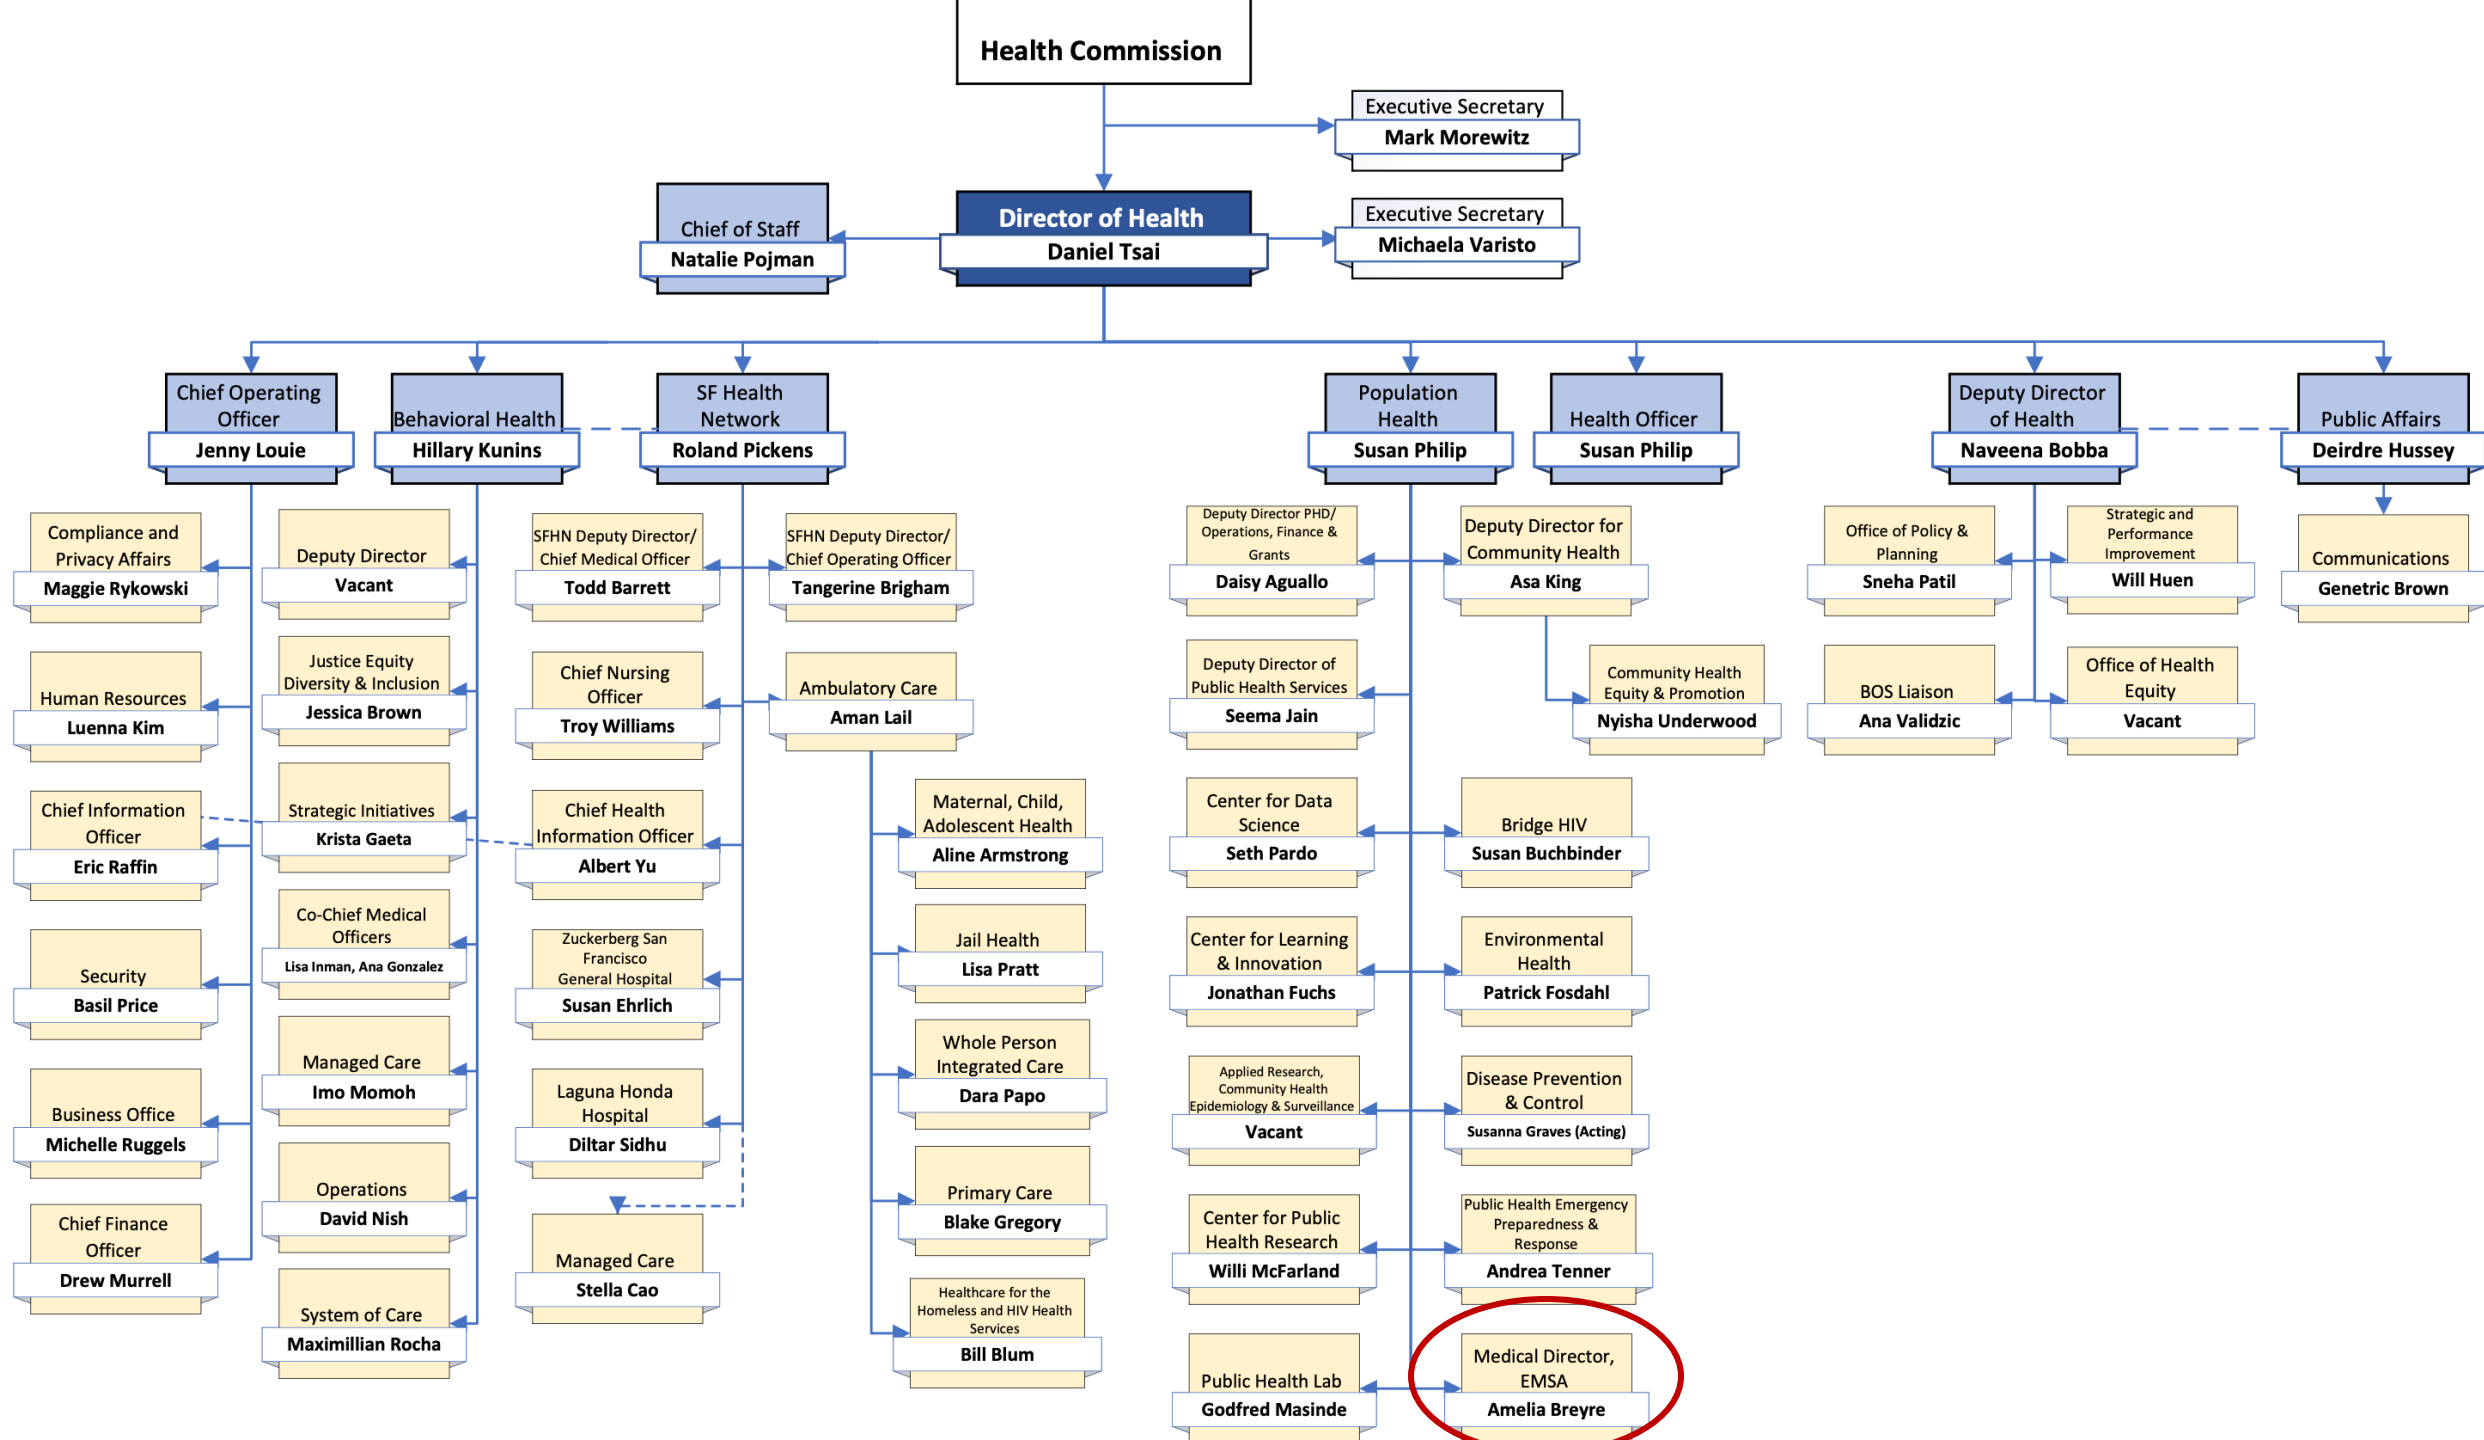 Health Commission
Executive Secretary
Mark Morewitz
Chief of Staff
Natalie Pojman
Director of Health
Daniel Tsai
Executive Secretary
Michaela Varisto
Chief Operating
Officer
Jenny Louie
Behavioral Health
Hillary Kunins
SF Health
Network
Roland Pickens
Population
Health
Susan Philip
Health Officer
Susan Philip
Deputy Director
of Health
Naveena Bobba
Public Affairs
Deirdre Hussey
Compliance and
Privacy Affairs
Maggie Rykowski
Human Resources
Luenna Kim
Chief Information
Officer
Eric Raffin
Security
Basil Price
Business Office
Michelle Ruggels
Chief Finance
Officer
Drew Murrell
Deputy Director
Vacant
Justice Equity
Diversity & Inclusion
Jessica Brown
Strategic Initiatives
Krista Gaeta
Co-Chief Medical
Officers
Lisa Inman, Ana Gonzalez
Managed Care
Imo Momoh
Operations
David Nish
System of Care
Maximillian Rocha
SFHN Deputy Director/
Chief Medical Officer
Todd Barrett
SFHN Deputy Director/
Chief Operating Officer
Tangerine Brigham
Chief Nursing
Officer
Troy Williams
Ambulatory Care
Aman Lail
Chief Health
Information Officer
Albert Yu
Zuckerberg San
Francisco
General Hospital
Susan Ehrlich
Laguna Honda
Hospital
Diltar Sidhu
Managed Care
Stella Cao
Maternal, Child,
Adolescent Health
Aline Armstrong
Jail Health
Lisa Pratt
Whole Person
Integrated Care
Dara Papo
Primary Care
Blake Gregory
Healthcare for the
Homeless and HIV Health
Services
Bill Blum
Deputy Director PHD/
Operations, Finance &
Grants
Daisy Aguallo
Deputy Director for
Community Health
Asa King
Deputy Director of
Public Health Services
Seema Jain
Community Health
Equity & Promotion
Nyisha Underwood
Center for Data
Science
Seth Pardo
Bridge HIV
Susan Buchbinder
Center for Learning
& Innovation
Jonathan Fuchs
Environmental
Health
Patrick Fosdahl
Applied Research,
Community Health
Epidemiology & Surveillance
Vacant
Disease Prevention
& Control
Susanna Graves (Acting)
Center for Public
Health Research
Willi McFarland
Public Health Emergency
Preparedness &
Response
Andrea Tenner
Public Health Lab
Godfred Masinde
Medical Director,
EMSA
Amelia Breyre
Office of Policy &
Planning
Sneha Patil
Strategic and
Performance
Improvement
Will Huen
BOS Liaison
Ana Validzic
Office of Health
Equity
Vacant
Communications
Genetric Brown